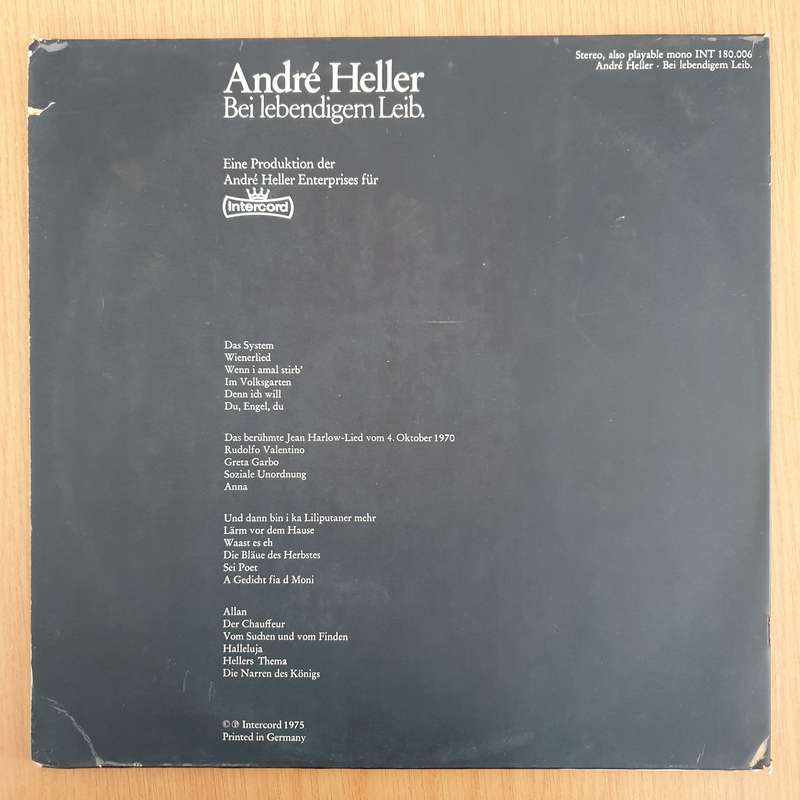 Stereo, also playable mono INT 180.006
André Heller · Bei lebendigem Leib.
André Heller
Bei lebendigem Leib.
Eine Produktion der
André Heller Enterprises für
Intercord
Das System
Wienerlied
Wenn i amal stirb'
Im Volksgarten
Denn ich will
Du, Engel, du
Das berühmte Jean Harlow-Lied vom 4. Oktober 1970
Rudolfo Valentino
Greta Garbo
Soziale Unordnung
Anna
Und dann bin i ka Liliputaner mehr
Lärm vor dem Hause
Waast es eh
Die Bläue des Herbstes
Sei Poet
A Gedicht fia d Moni
Allan
Der Chauffeur
Vom Suchen und vom Finden
Halleluja
Hellers Thema
Die Narren des Königs
© ℗ Intercord 1975
Printed in Germany